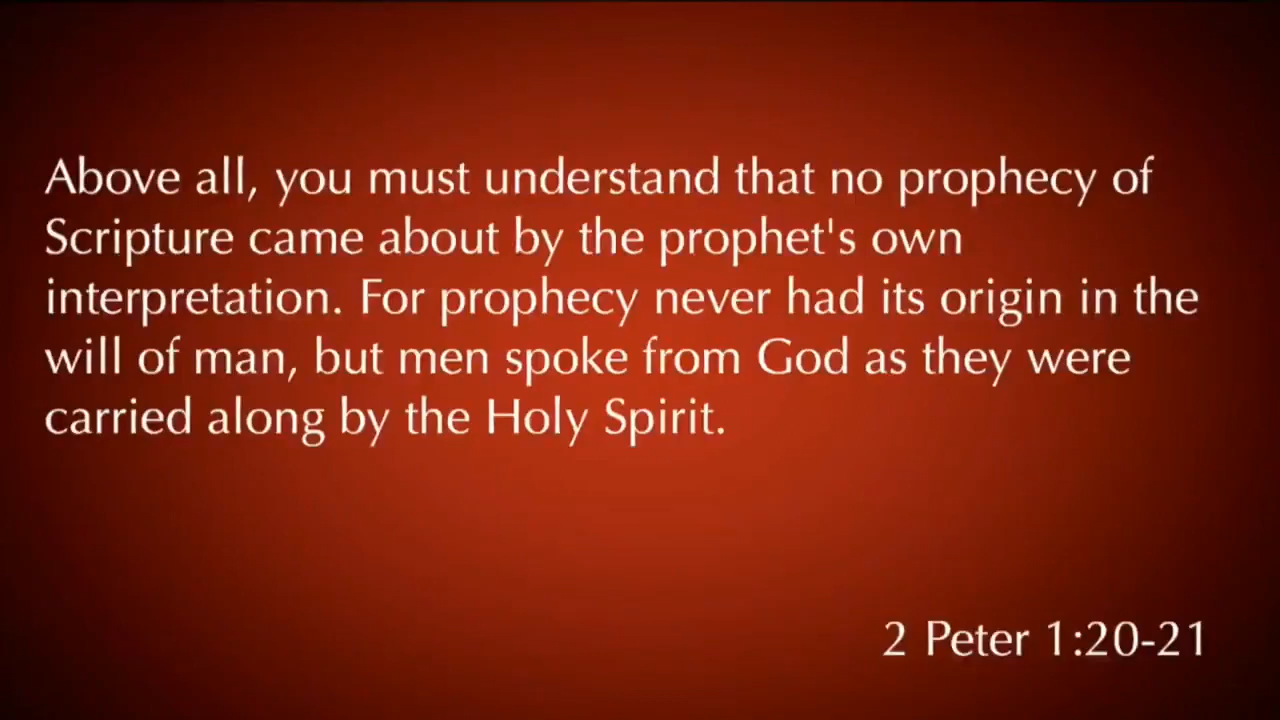 Above all, you must understand that no prophecy of
Scripture came about by the prophet's own
interpretation. For prophecy never had its origin in the
will of man, but men spoke from God as they were
carried along by the Holy Spirit.
2 Peter 1:20-21